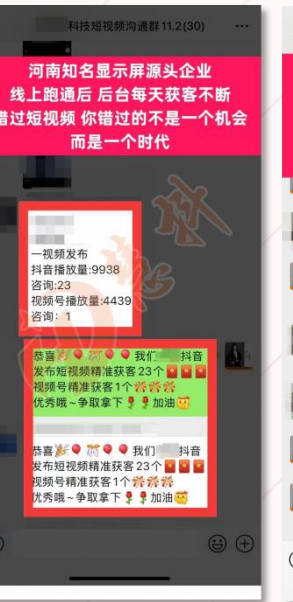 科技短视频沟通群11.2(30)
河南知名显示屏源头企业
线上跑通后 后台每天获客不断
错过短视频 你错过的不是一个机会
而是一个时代
一视频发布
抖音播放量:9938
咨询:23
视频号播放量:4439
咨询：1
恭喜 我们 抖音
发布短视频精准获客23个
视频号精准获客1个
优秀哦~争取拿下 加油
恭喜 我们 抖音
发布短视频精准获客23个
视频号精准获客1个
优秀哦~争取拿下 加油